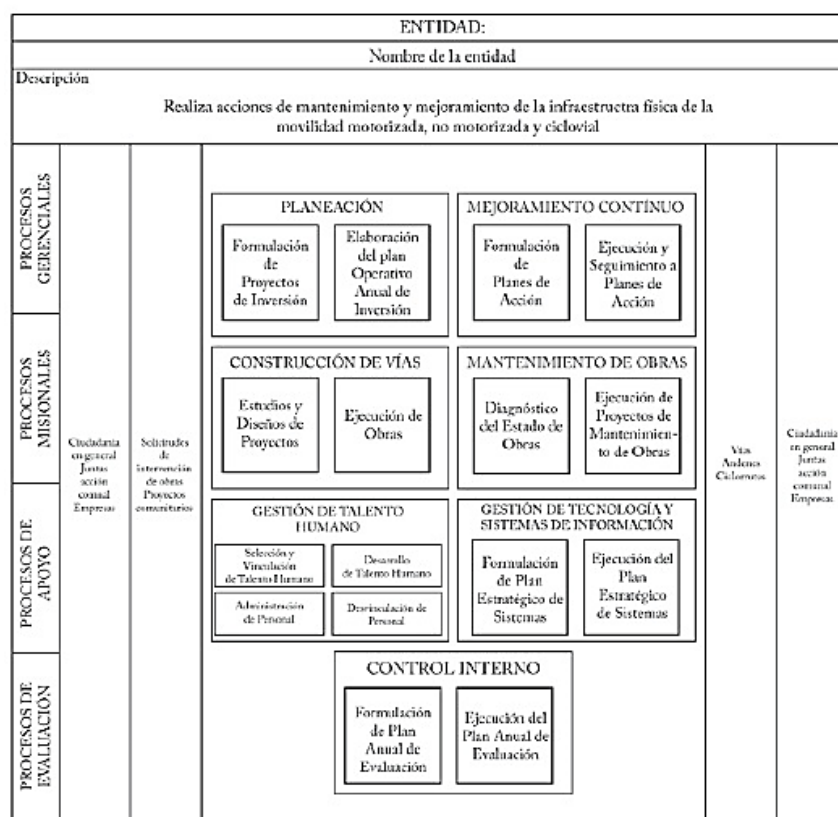 ENTIDAD:
Nombre de la entidad
Descripción
Realiza acciones de mantenimiento y mejoramiento de la infraestructra física de la
movilidad motorizada, no motorizada y ciclovial
PROCESOS
GERENCIALES
PLANEACIÓN
Formulación
de
Proyectos
de Inversión
Elaboración
del plan
Operativo
Anual de
Inversión
MEJORAMIENTO CONTÍNUO
Formulación
de
Planes de
Acción
Ejecución y
Seguimiento a
Planes de
Acción
PROCESOS
MISIONALES
CONSTRUCCIÓN DE VÍAS
Estudios y
Diseños de
Proyectos
Ejecución de
Obras
MANTENIMIENTO DE OBRAS
Diagnóstico
del Estado de
Obras
Ejecución de
Proyectos de
Mantenimien-
to de Obras
Ciudadanía
en general
Juntas
acción
comunal
Empresas
Solicitudes
de
intervención
de obras
Proyectos
comunitarios
Vías
Andenes
Ciclorrutas
Ciudadanía
en general
Juntas
acción
comunal
Empresas
PROCESOS DE
APOYO
GESTIÓN DE TALENTO
HUMANO
Selección y
Vinculación
de Talento Humano
Desarrollo
de Talento Humano
Administración
de Personal
Desvinculación de
Personal
GESTIÓN DE TECNOLOGÍA Y
SISTEMAS DE INFORMACIÓN
Formulación
de Plan
Estratégico de
Sistemas
Ejecución del
Plan
Estratégico
de Sistemas
PROCESOS DE
EVALUACIÓN
CONTROL INTERNO
Formulación
de Plan
Anual de
Evaluación
Ejecución del
Plan Anual de
Evaluación